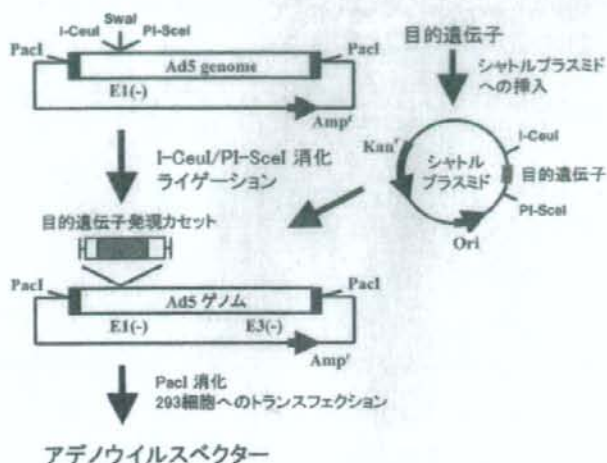 SwaI
I-CeuI
PI-SceI
PacI
PacI
Ad5 genome
E1(-)
Ampʳ
目的遺伝子
シャトルプラスミド
への挿入
I-CeuI/PI-SceI 消化
ライゲーション
Kanʳ
シャトル
プラスミド
I-CeuI
目的遺伝子
PI-SceI
Ori
目的遺伝子発現カセット
PacI
PacI
Ad5 ゲノム
E1(-)
E3(-)
Ampʳ
PacI 消化
293細胞へのトランスフェクション
アデノウイルスベクター